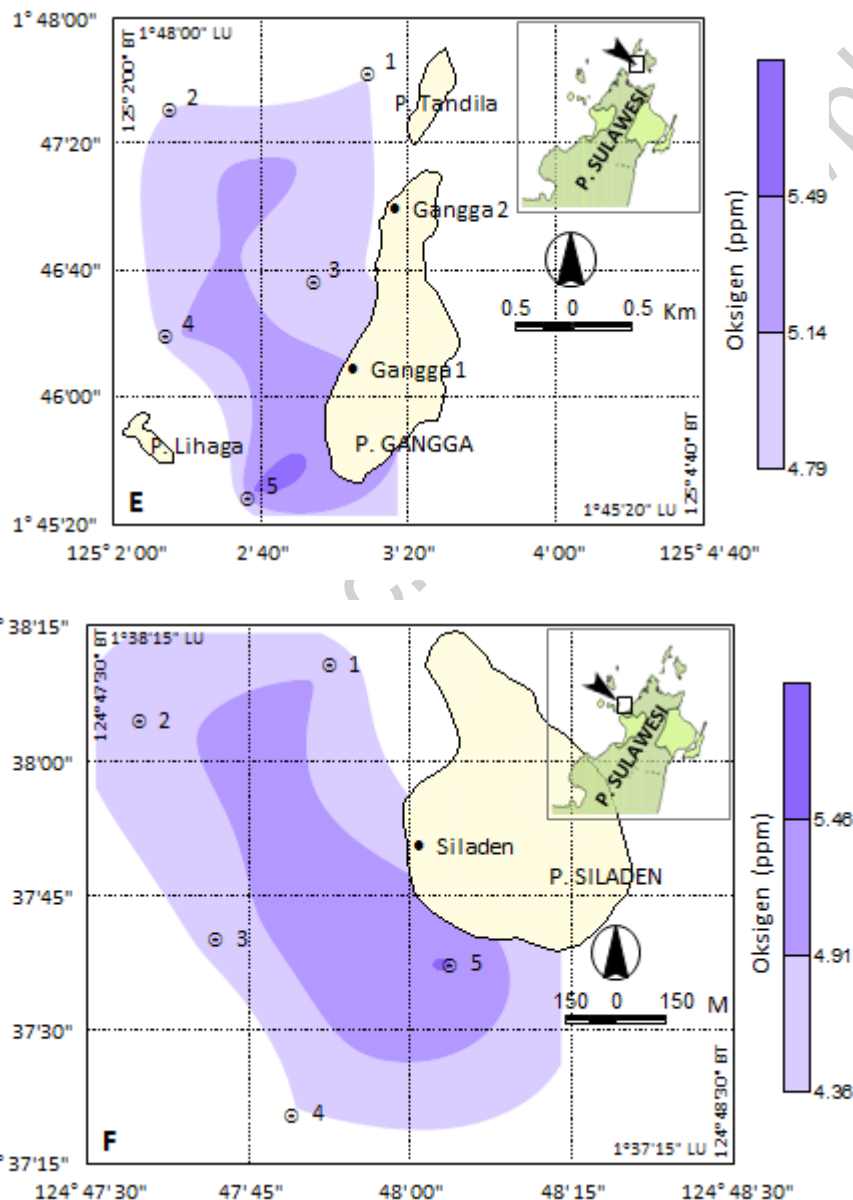 1° 48' 00"
1°48'00" LU
125°2'00" BT
1
2
P. Tandila
P. SULAWESI
47'20"
Gangga 2
5.49
Oksigen (ppm)
46'40"
3
0.5 0 0.5 Km
4
5.14
Gangga 1
46'00"
P. Lihaga
P. GANGGA
125°4'40" BT
4.79
5
E
1°45'20" LU
1° 45'20"
125° 2'00" 2'40" 3'20" 4'00" 125° 4'40"
° 38'15"
1°38'15" LU
124°47'30" BT
1
2
P. SULAWESI
38'00"
5.46
Siladen
Oksigen (ppm)
P. SILADEN
37'45"
3
4.91
5
150 0 150 M
37'30"
4
124°48'30" BT
4.36
F
1°37'15" LU
° 37'15"
124° 47'30" 47'45" 48'00" 48'15" 124° 48'30"